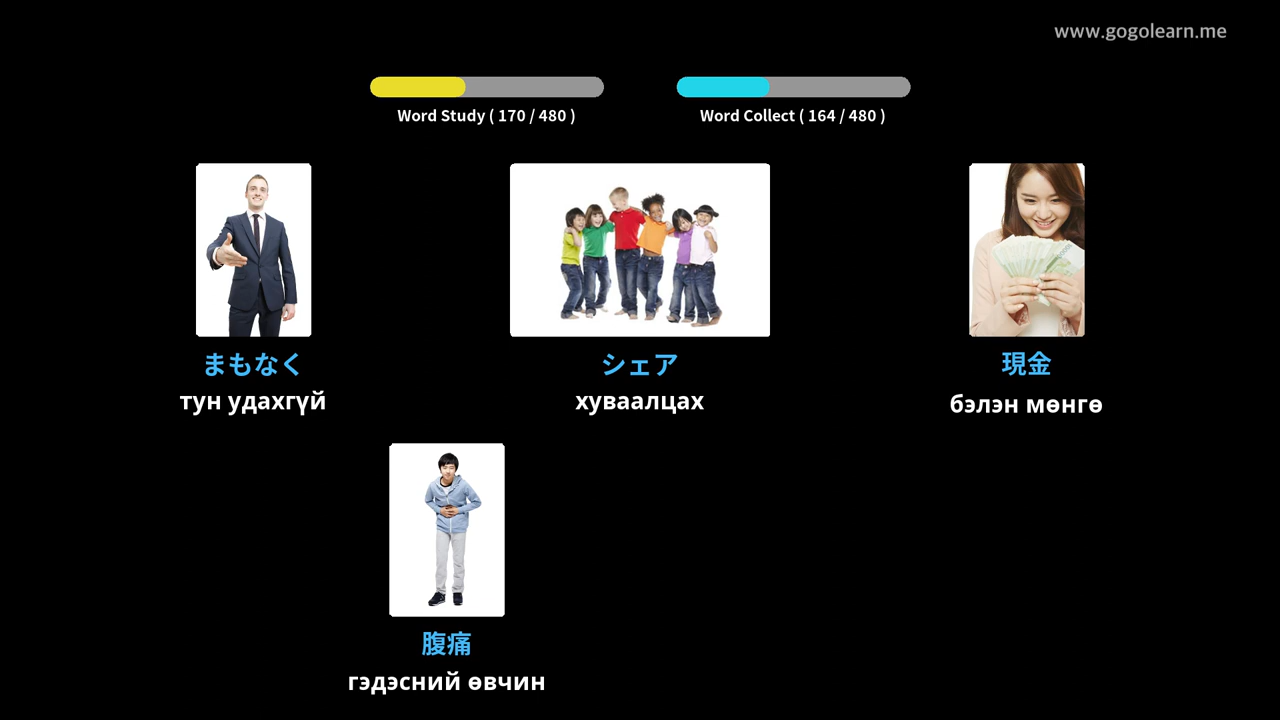 www.gogolearn.me
Word Study ( 170 / 480 )
Word Collect ( 164 / 480 )
まもなく
тун удахгүй
シェア
хуваалцах
現金
бэлэн мөнгө
腹痛
гэдэсний өвчин